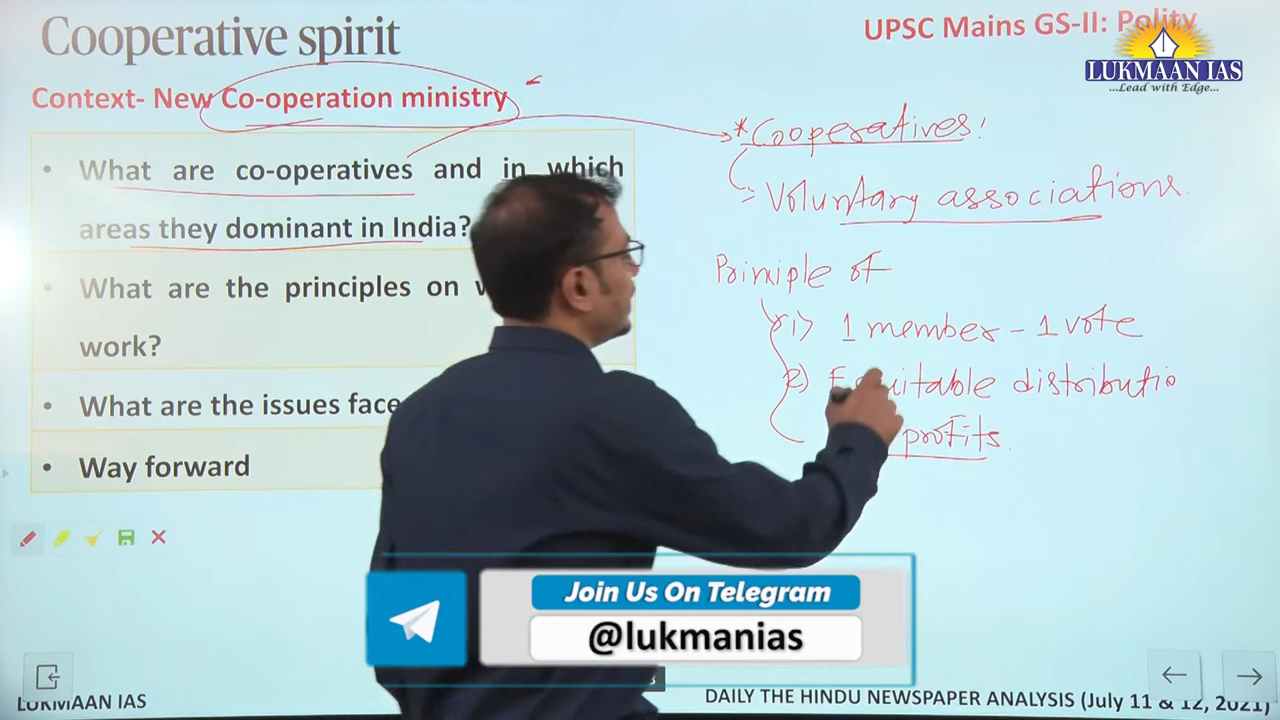 Cooperative spirit
UPSC Mains GS-II: Polity
LUKMAAN IAS
...Lead with Edge...
Context- New Co-operation ministry
• What are co-operatives and in which
areas they dominant in India?
• What are the principles on
work?
• What are the issues face
• Way forward
*Cooperatives!
Voluntary associations.
Principle of
1) 1 member - 1 vote
2) Equitable distributio
profits.
Join Us On Telegram
@lukmanias
LUKMAAN IAS
DAILY THE HINDU NEWSPAPER ANALYSIS (July 11 & 12, 2021)